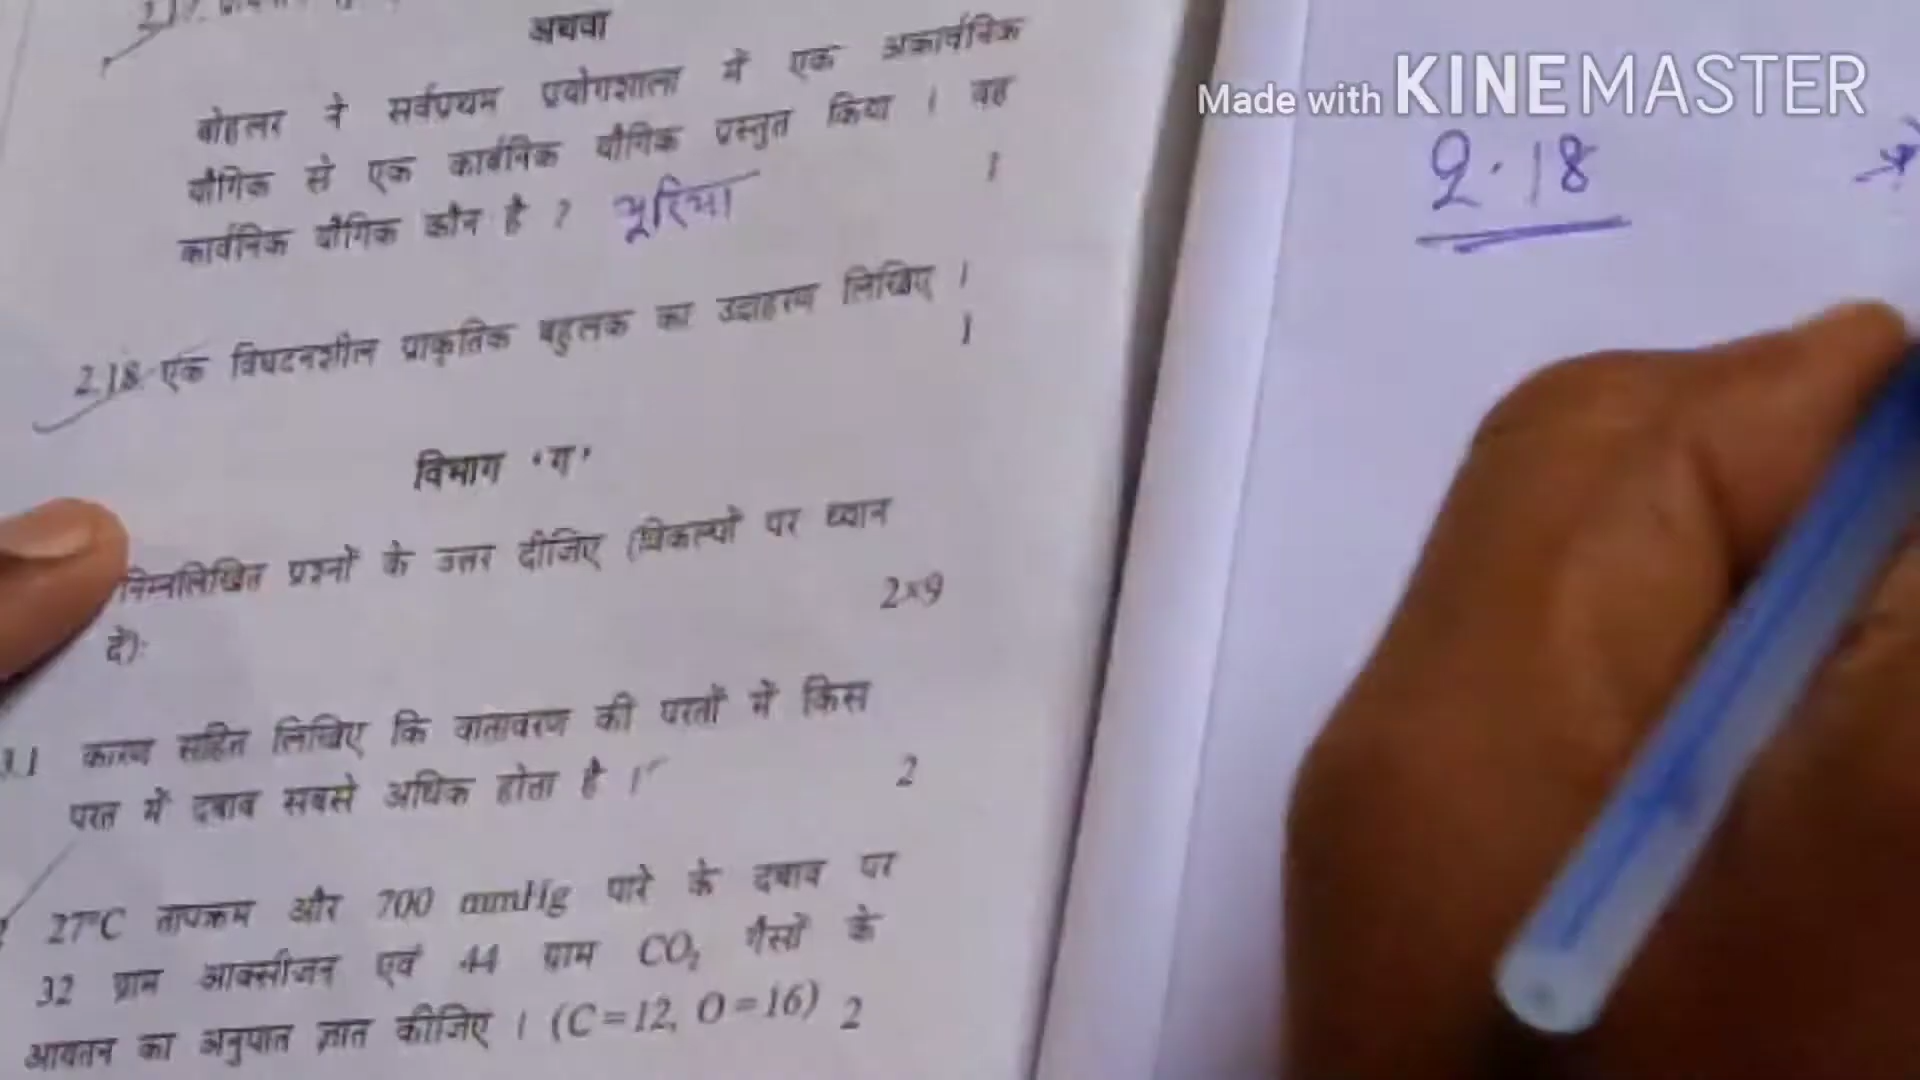 अथवा
Made with KINEMASTER
वोहलर ने सर्वप्रथम प्रयोगशाला में एक अकार्बनिक
यौगिक से एक कार्बनिक यौगिक प्रस्तुत किया । वह
कार्बनिक यौगिक कौन है ? यूरिया 1
2.18
2.18 एक विघटनशील प्राकृतिक बहुलक का उदाहरण लिखिए ।
1
विभाग 'ग'
निम्नलिखित प्रश्नों के उत्तर दीजिए (विकल्पों पर ध्यान
दें): 2×9
3.1 कारण सहित लिखिए कि वातावरण की परतों में किस
परत में दबाव सबसे अधिक होता है । 2
27°C तापक्रम और 700 mmHg पारे के दबाव पर
32 ग्राम आक्सीजन एवं 44 ग्राम CO₂ गैसों के
आयतन का अनुपात ज्ञात कीजिए । (C=12, O=16) 2